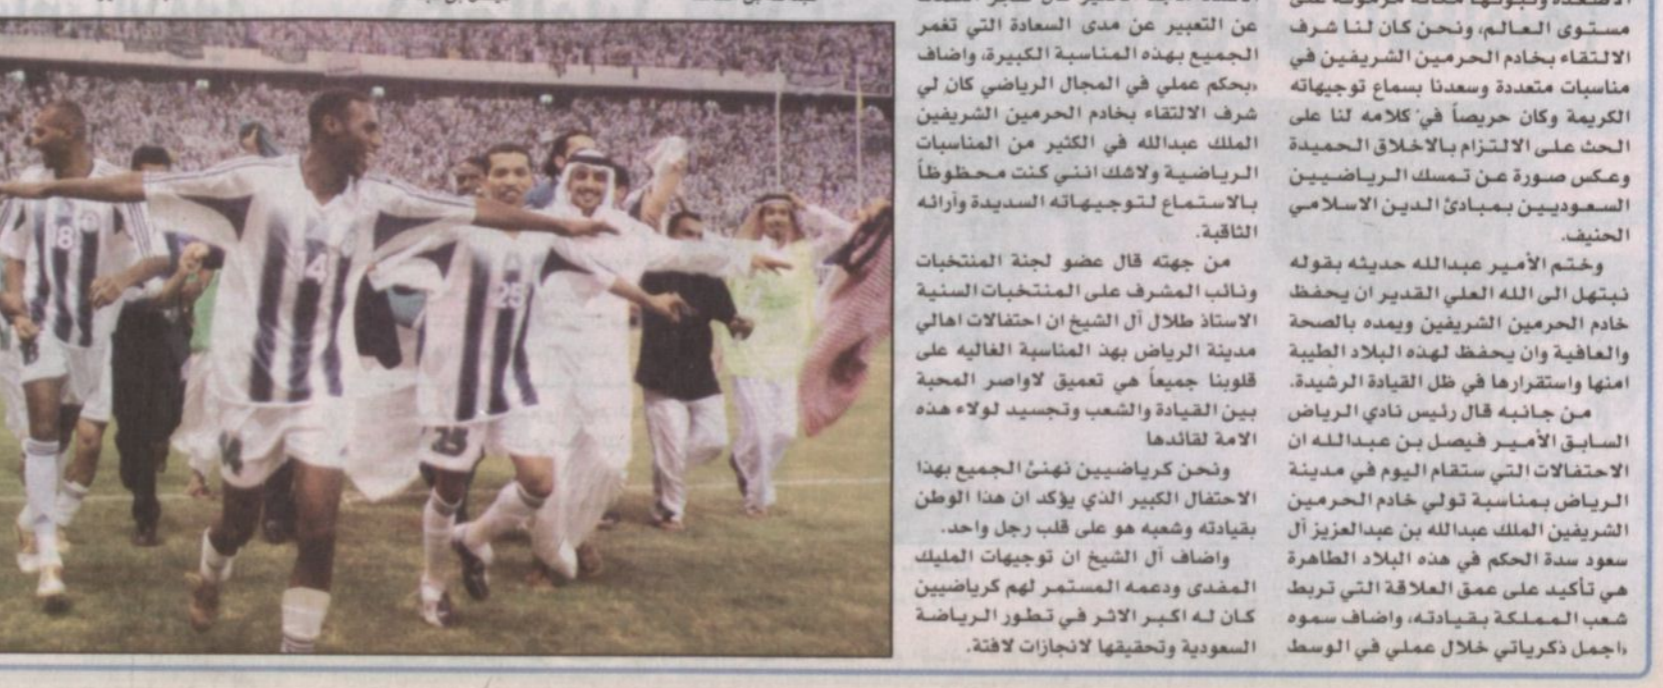 مستوى العالم، ونحن كان لنا شرف
الالتقاء بخادم الحرمين الشريفين في
مناسبات متعددة وسعدنا بسماع توجيهاته
الكريمة وكان حريصاً في كلامه لنا على
الحث على الالتزام بالاخلاق الحميدة
وعكس صورة عن تمسك الرياضيين
السعوديين بمبادئ الدين الاسلامي
الحنيف.
وختم الأمير عبدالله حديثه بقوله
نبتهل الى الله العلي القدير ان يحفظ
خادم الحرمين الشريفين ويمده بالصحة
والعافية وان يحفظ لهذه البلاد الطيبة
امنها واستقرارها في ظل القيادة الرشيدة.
من جانبه قال رئيس نادي الرياض
السابق الأمير فيصل بن عبدالله ان
الاحتفالات التي ستقام اليوم في مدينة
الرياض بمناسبة تولي خادم الحرمين
الشريفين الملك عبدالله بن عبدالعزيز آل
سعود سدة الحكم في هذه البلاد الطاهرة
هي تأكيد على عمق العلاقة التي تربط
شعب المملكة بقيادته، واضاف سموه
«اجمل ذكرياتي خلال عملي في الوسط
عن التعبير عن مدى السعادة التي تغمر
الجميع بهذه المناسبة الكبيرة، واضاف
«بحكم عملي في المجال الرياضي كان لي
شرف الالتقاء بخادم الحرمين الشريفين
الملك عبدالله في الكثير من المناسبات
الرياضية ولاشك انني كنت محظوظاً
بالاستماع لتوجيهاته السديدة وآرائه
الثاقبة.
من جهته قال عضو لجنة المنتخبات
ونائب المشرف على المنتخبات السنية
الاستاذ طلال آل الشيخ ان احتفالات اهالي
مدينة الرياض بهذ المناسبة الغاليه على
قلوبنا جميعاً هي تعميق لاواصر المحبة
بين القيادة والشعب وتجسيد لولاء هذه
الامة لقائدها
ونحن كرياضيين نهنئ الجميع بهذا
الاحتفال الكبير الذي يؤكد ان هذا الوطن
بقيادته وشعبه هو على قلب رجل واحد.
واضاف آل الشيخ ان توجيهات المليك
المفدى ودعمه المستمر لهم كرياضيين
كان له اكبر الاثر في تطور الرياضة
السعودية وتحقيقها لانجازات لافتة.
18
14
25
25